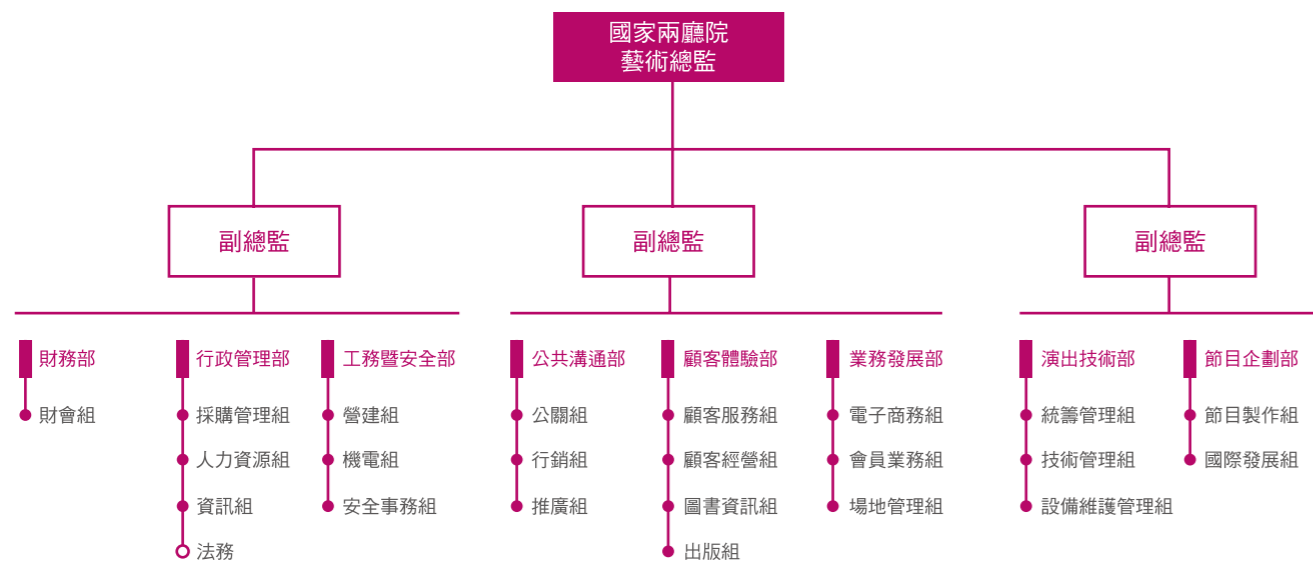 國家兩廳院
藝術總監
副總監
副總監
副總監
財務部
財會組
行政管理部
採購管理組
人力資源組
資訊組
法務
工務暨安全部
營建組
機電組
安全事務組
公共溝通部
公關組
行銷組
推廣組
顧客體驗部
顧客服務組
顧客經營組
圖書資訊組
出版組
業務發展部
電子商務組
會員業務組
場地管理組
演出技術部
統籌管理組
技術管理組
設備維護管理組
節目企劃部
節目製作組
國際發展組